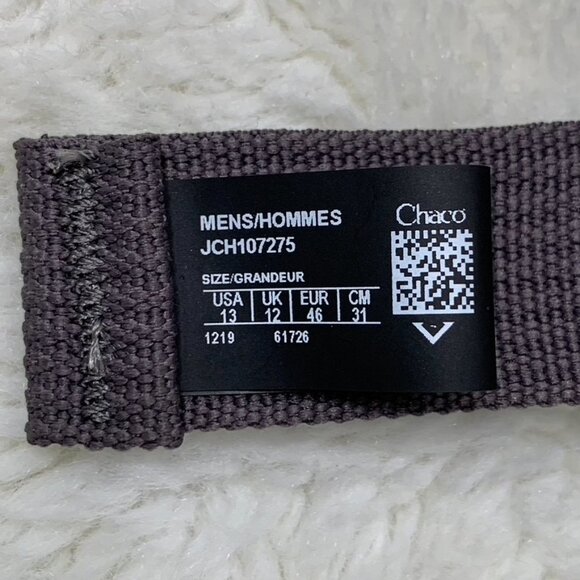 MENS/HOMMES
JCH107275
Chaco
SIZE/GRANDEUR
USA UK EUR CM
13 12 46 31
1219 61726